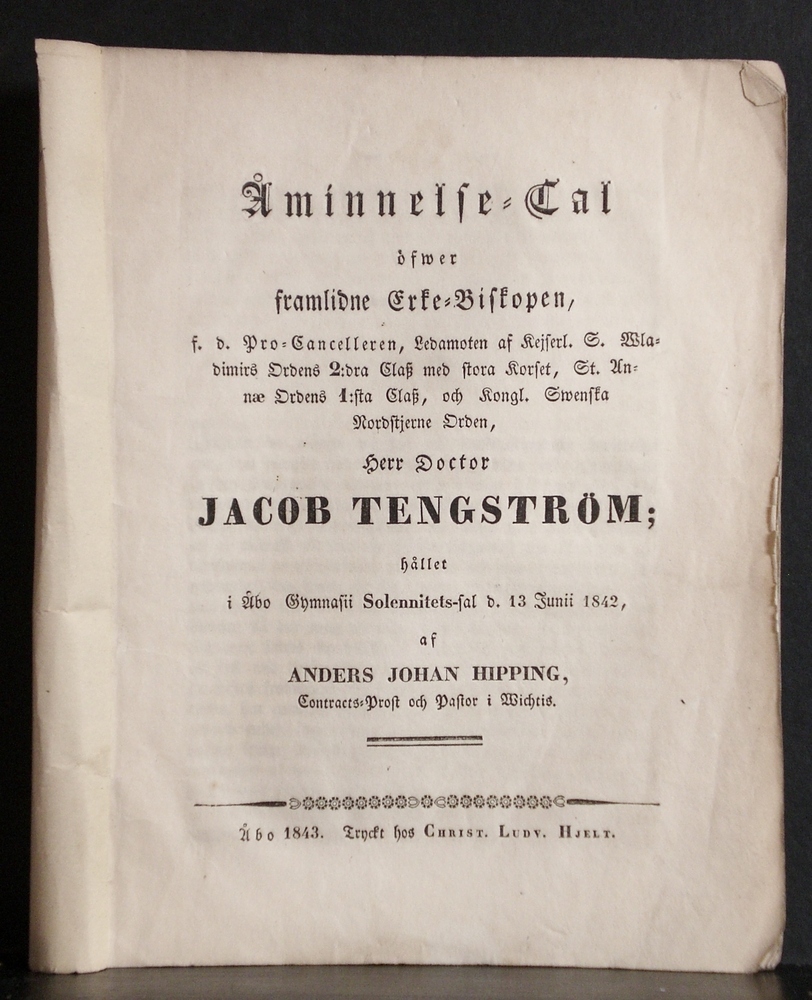 Åminnelse-Tal
öfwer
framlidne Erke-Biskopen,
f. d. Pro-Cancelleren, Ledamoten af Kejserl. S. Wla-
dimirs Ordens 2:dra Claß med stora Korset, St. An-
næ Ordens 1:sta Claß, och Kongl. Swenska
Nordstjerne Orden,
Herr Doctor
JACOB TENGSTRÖM;
hållet
i Åbo Gymnasii Solennitets-sal d. 13 Junii 1842,
af
ANDERS JOHAN HIPPING,
Contracts-Prost och Pastor i Wichtis.
Åbo 1843. Tryckt hos CHRIST. LUDV. HJELT.